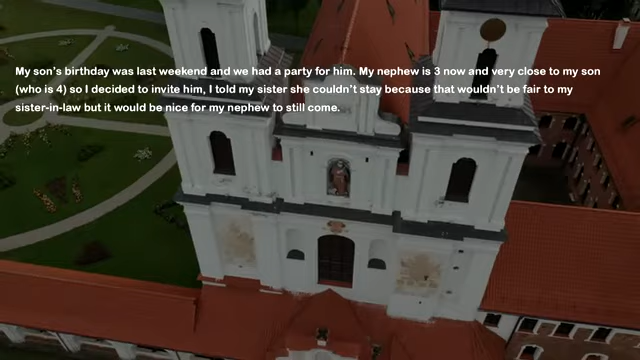 My son’s birthday was last weekend and we had a party for him. My nephew is 3 now and very close to my son
(who is 4) so I decided to invite him, I told my sister she couldn’t stay because that wouldn’t be fair to my
sister-in-law but it would be nice for my nephew to still come.